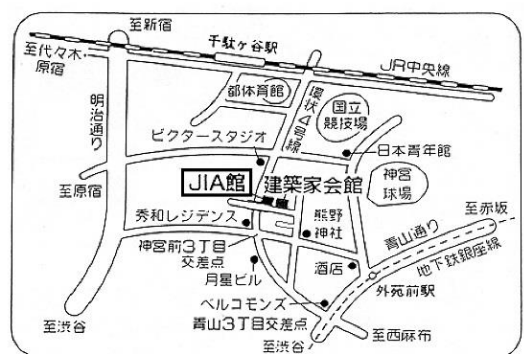 至新宿
千駄ヶ谷駅
至代々木・
原宿
JR中央線
都体育館
環状4号線
国立
競技場
明治通り
ビクタースタジオ
日本青年館
JIA館
建築家会館
神宮
球場
至原宿
秀和レジデンス
熊野
神社
至赤坂
青山通り
地下鉄銀座線
神宮前3丁目
交差点
酒店
月星ビル
外苑前駅
ベルコモンズ
青山3丁目交差点
至渋谷
至渋谷
至西麻布